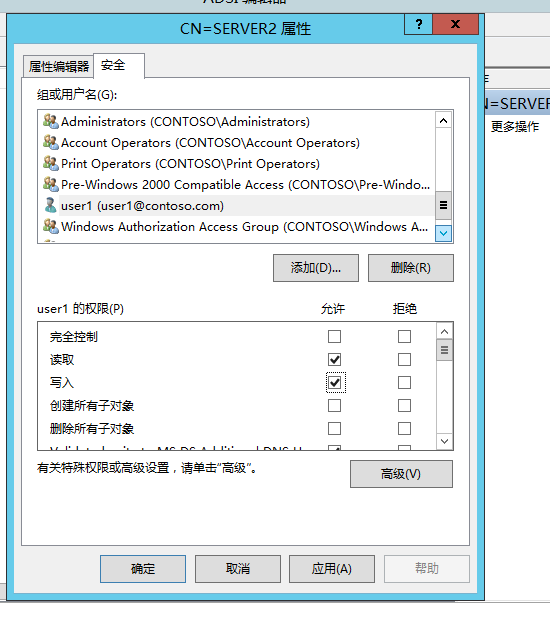 ADSI 编辑器
CN=SERVER2 属性
?
x
属性编辑器
安全
组或用户名(G):
Administrators (CONTOSO\Administrators)
Account Operators (CONTOSO\Account Operators)
Print Operators (CONTOSO\Print Operators)
Pre-Windows 2000 Compatible Access (CONTOSO\Pre-Windo...
user1 (user1@contoso.com)
Windows Authorization Access Group (CONTOSO\Windows A...
添加(D)...
删除(R)
user1 的权限(P)
允许
拒绝
完全控制
读取
写入
创建所有子对象
删除所有子对象
有关特殊权限或高级设置，请单击“高级”。
高级(V)
确定
取消
应用(A)
帮助
N=SERVER
更多操作